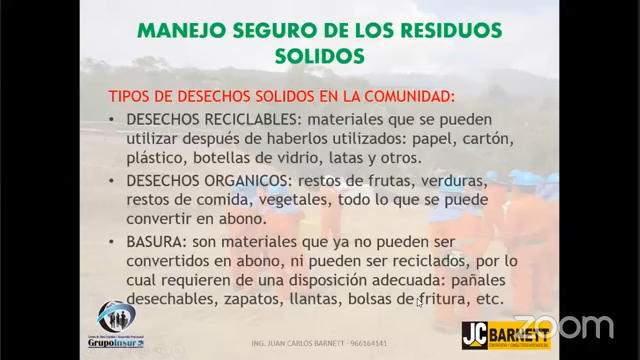 MANEJO SEGURO DE LOS RESIDUOS
SOLIDOS
TIPOS DE DESECHOS SOLIDOS EN LA COMUNIDAD:
• DESECHOS RECICLABLES: materiales que se pueden
utilizar después de haberlos utilizados: papel, cartón,
plástico, botellas de vidrio, latas y otros.
• DESECHOS ORGANICOS: restos de frutas, verduras,
restos de comida, vegetales, todo lo que se puede
convertir en abono.
• BASURA: son materiales que ya no pueden ser
convertidos en abono, ni pueden ser reciclados, por lo
cual requieren de una disposición adecuada: pañales
desechables, zapatos, llantas, bolsas de fritura, etc.
GrupoInsur
ING. JUAN CARLOS BARNETT - 966164141
JC BARNETT
zoom